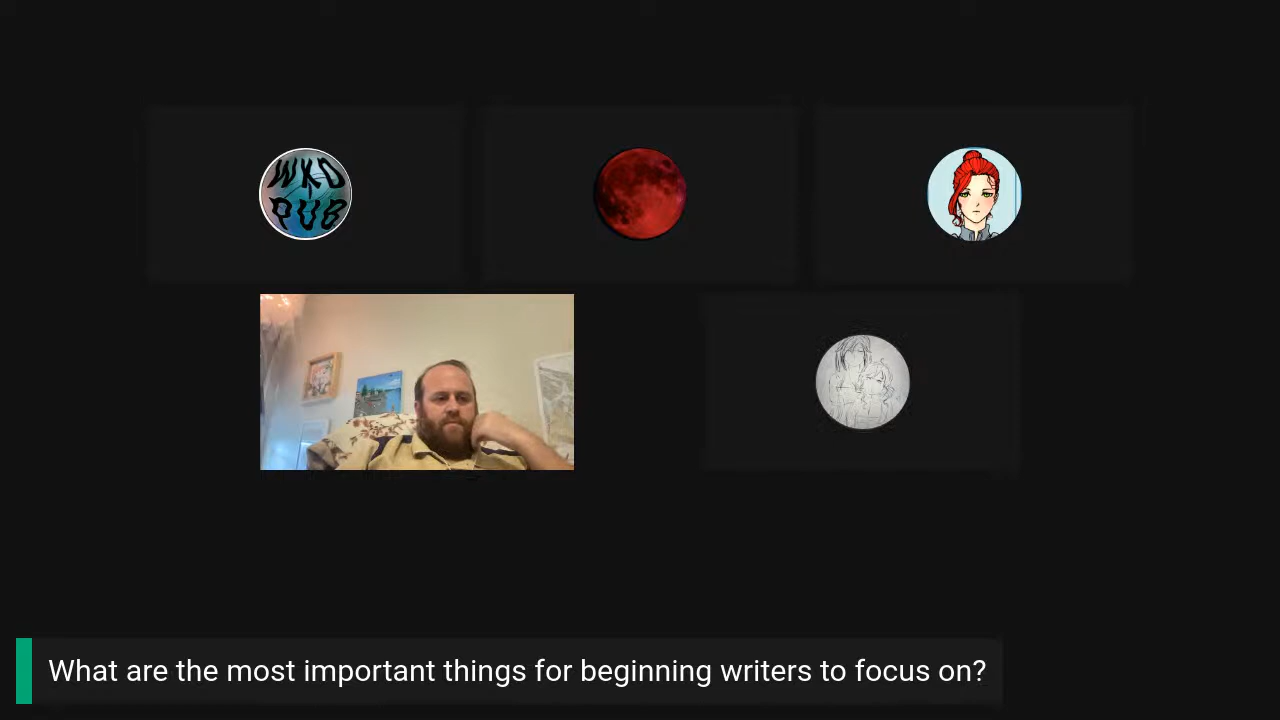 WKD
PUB
What are the most important things for beginning writers to focus on?